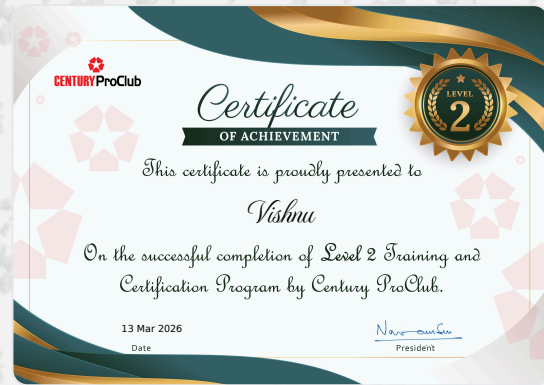 CENTURY ProClub
Certificate
OF ACHIEVEMENT
LEVEL
2
This certificate is proudly presented to
Vishnu
On the successful completion of Level 2 Training and
Certification Program by Century ProClub.
13 Mar 2026
Date
President